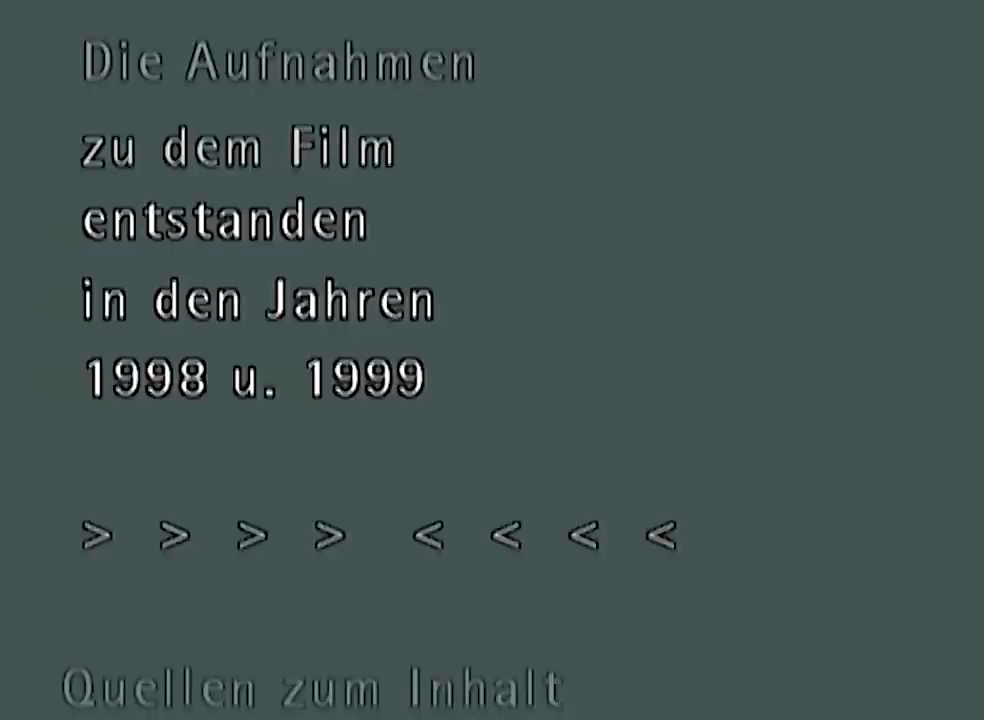 Die Aufnahmen
zu dem Film
entstanden
in den Jahren
1998 u. 1999
> > > > < < < <
Quellen zum Inhalt